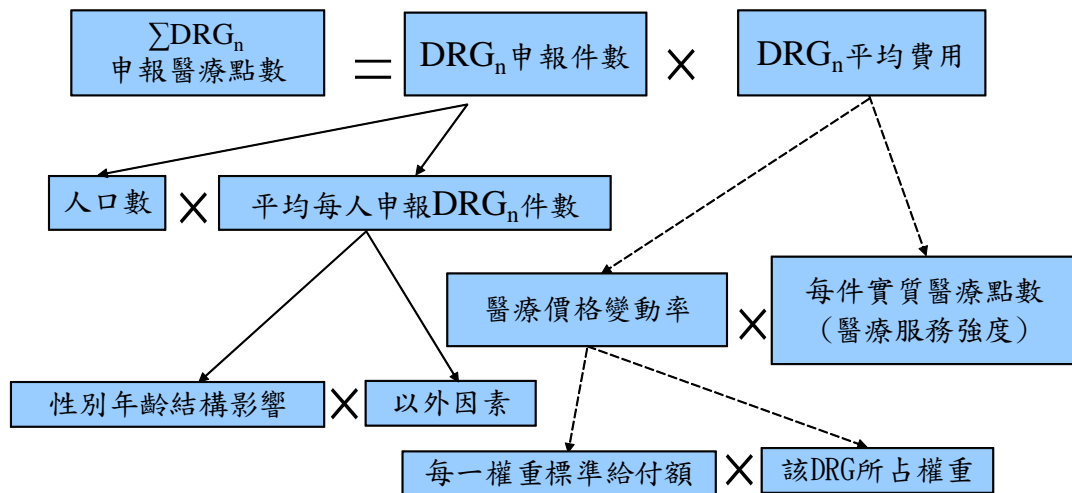 ∑DRGn
申報醫療點數
=
DRGn申報件數
×
DRGn平均費用
人口數
×
平均每人申報DRGn件數
醫療價格變動率
×
每件實質醫療點數
（醫療服務強度）
性別年齡結構影響
×
以外因素
每一權重標準給付額
×
該DRG所占權重